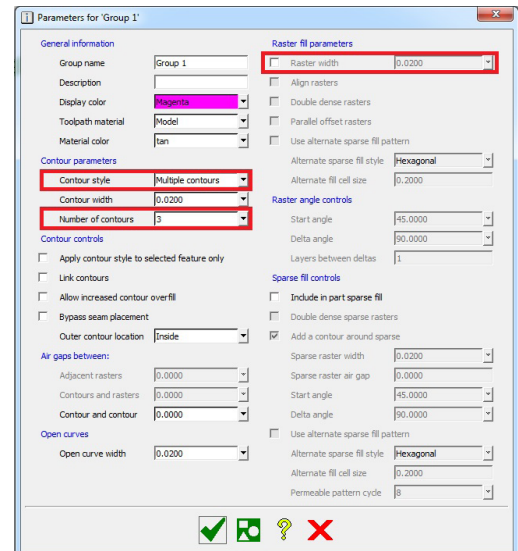 Parameters for 'Group 1'
General information
Group name Group 1
Description
Display color Magenta
Toolpath material Model
Material color tan
Contour parameters
Contour style Multiple contours
Contour width 0.0200
Number of contours 3
Contour controls
Apply contour style to selected feature only
Link contours
Allow increased contour overfill
Bypass seam placement
Outer contour location Inside
Air gaps between:
Adjacent rasters 0.0000
Contours and rasters 0.0000
Contour and contour 0.0000
Open curves
Open curve width 0.0200
Raster fill parameters
Raster width 0.0200
Align rasters
Double dense rasters
Parallel offset rasters
Use alternate sparse fill pattern
Alternate sparse fill style Hexagonal
Alternate fill cell size 0.2000
Raster angle controls
Start angle 45.0000
Delta angle 90.0000
Layers between deltas 1
Sparse fill controls
Include in part sparse fill
Double dense sparse rasters
Add a contour around sparse
Sparse raster width 0.0200
Sparse raster air gap 0.0000
Start angle 45.0000
Delta angle 90.0000
Use alternate sparse fill pattern
Alternate sparse fill style Hexagonal
Alternate fill cell size 0.2000
Permeable pattern cycle 8